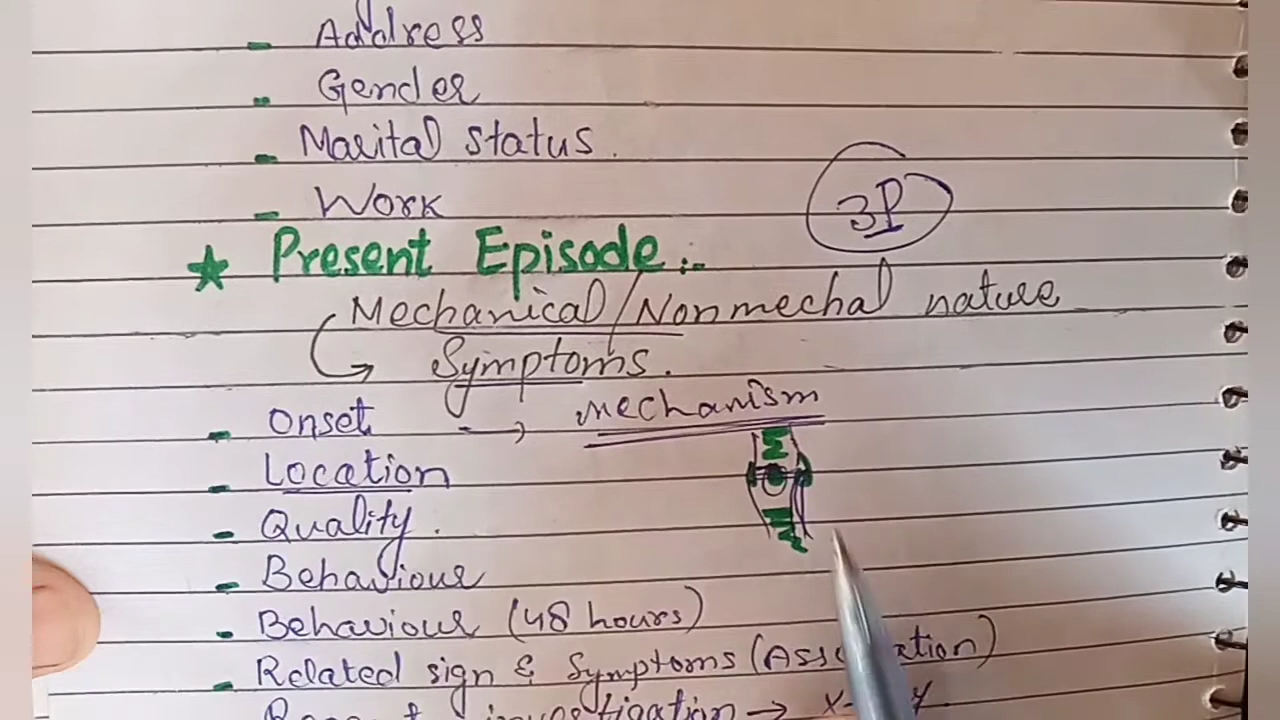 - Address
- Gender
- Marital Status.
- Work
3P
★ Present Episode :-
Mechanical/Nonmechal nature
Symptoms.
- Onset → mechanism
- Location
- Quality.
- Behaviour
- Behaviour (48 hours)
- Related sign & Symptoms (Ass ation)